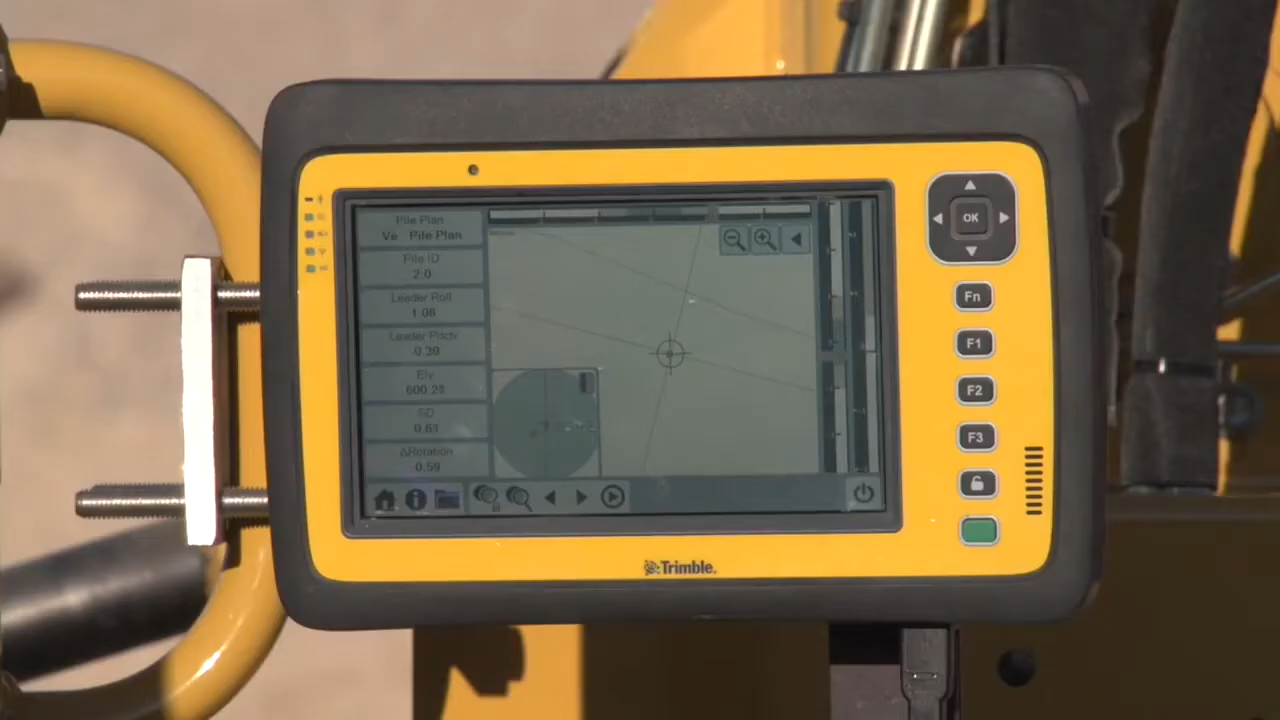 Pile Plan
Ve Pile Plan
Pile ID
2.0
Leader Roll
1.06
Leader Pitch
-0.30
Elv
600.23
SD
0.61
ΔRotation
0.59
OK
Fn
F1
F2
F3
Trimble